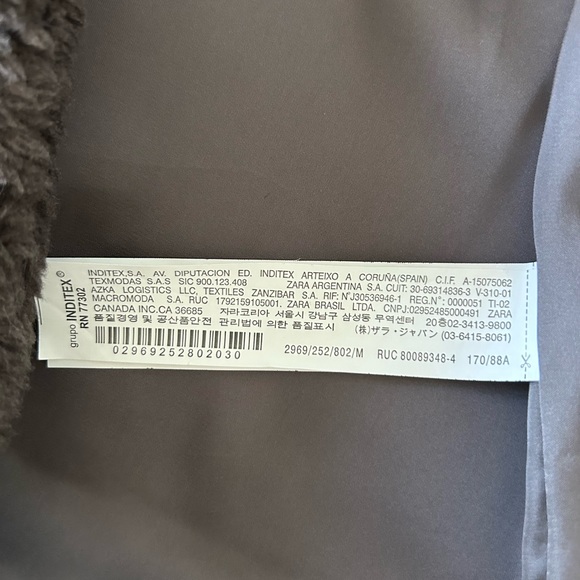 grupo INDITEX®
RN 77302
INDITEX,S.A. AV. DIPUTACION ED. INDITEX ARTEIXO A CORUÑA(SPAIN) C.I.F. A-15075062
TEXMODAS S.A.S SIC 900.123.408 ZARA ARGENTINA S.A. CUIT: 30-69314836-3 V-310-01
AZKA LOGISTICS LLC, TEXTILES ZANZIBAR S.A. RIF: N°J30536946-1 REG.N°: 0000051 TI-02
MACROMODA S.A. RUC 1792159105001. ZARA BRASIL LTDA. CNPJ.:02952485000491 ZARA
CANADA INC.CA 36685 자라코리아 서울시 강남구 삼성동 무역센터 20층02-3413-9800
품질경영 및 공산품안전 관리법에 의한 품질표시 (株)ザラ・ジャパン (03-6415-8061)
02969252802030 2969/252/802/M RUC 80089348-4 170/88A